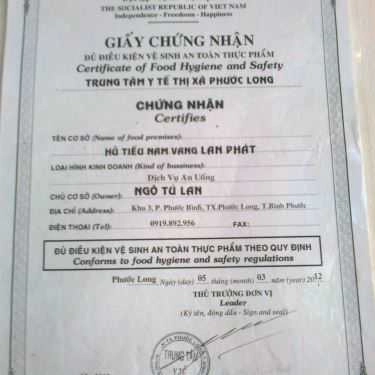 THE SOCIALIST REPUBLIC OF VIET NAM
Independence - Freedom - Happiness
GIẤY CHỨNG NHẬN
ĐỦ ĐIỀU KIỆN VỆ SINH AN TOÀN THỰC PHẨM
Certificate of Food Hygiene and Safety
TRUNG TÂM Y TẾ THỊ XÃ PHƯỚC LONG
CHỨNG NHẬN
Certifies
TÊN CƠ SỞ (Name of food premises):
HỦ TIẾU NAM VANG LAN PHÁT
LOẠI HÌNH KINH DOANH (Kind of bussiness):
Dịch Vụ Ăn Uống
CHỦ CƠ SỞ (Owner): NGÔ TÚ LAN
ĐỊA CHỈ (Address): Khu 3, P. Phước Bình, TX.Phước Long, T.Bình Phước
ĐIỆN THOẠI (Tel): 0919.892.956 FAX:
ĐỦ ĐIỀU KIỆN VỆ SINH AN TOÀN THỰC PHẨM THEO QUY ĐỊNH
Conforms to food hygiene and safety regulations
Phước Long, Ngày (day) 05 tháng (month) 03, năm (year) 2012
THỦ TRƯỞNG ĐƠN VỊ
Leader
(Ký tên, đóng dấu - Sign and seal)
TRUNG TÂM
Y TẾ